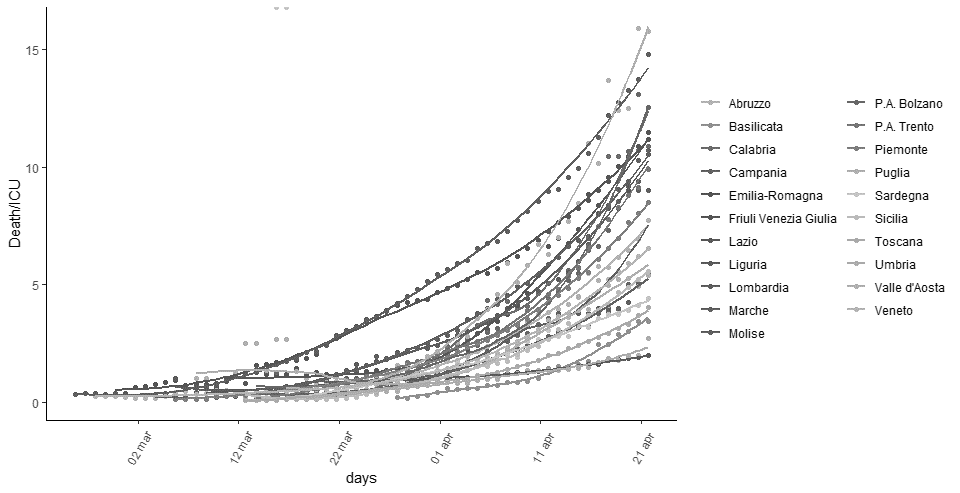 15
10
5
0
Death/ICU
02 mar
12 mar
22 mar
01 apr
11 apr
21 apr
days
Abruzzo
Basilicata
Calabria
Campania
Emilia-Romagna
Friuli Venezia Giulia
Lazio
Liguria
Lombardia
Marche
Molise
P.A. Bolzano
P.A. Trento
Piemonte
Puglia
Sardegna
Sicilia
Toscana
Umbria
Valle d'Aosta
Veneto